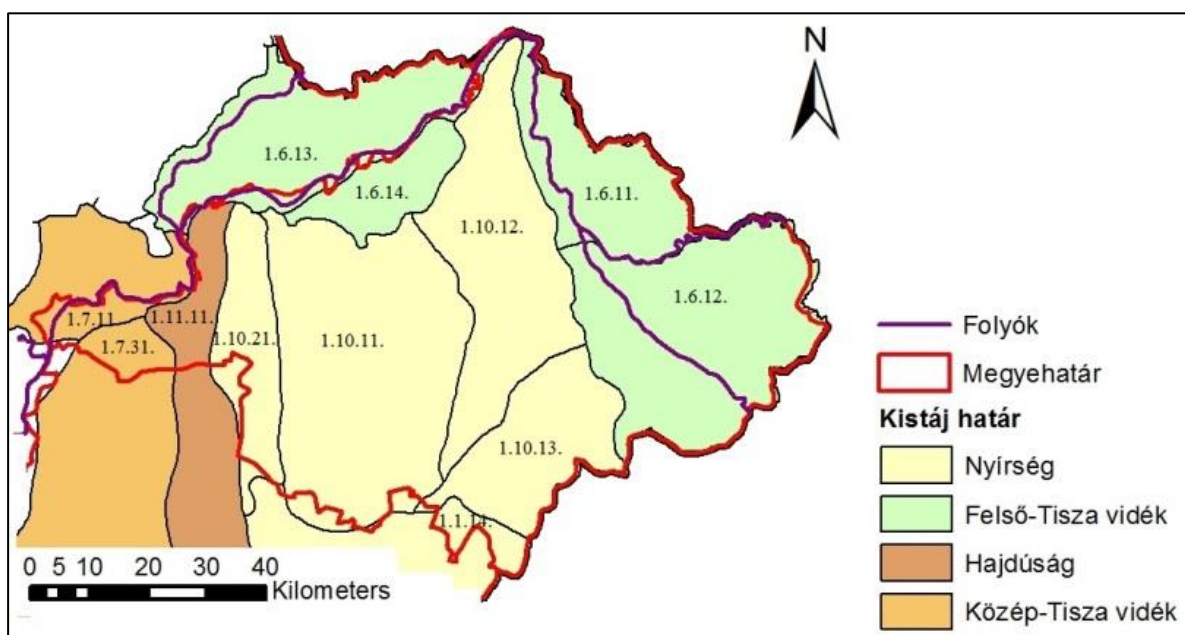 N
1.6.13.
1.6.14.
1.6.11.
1.10.12.
1.6.12.
1.7.11
1.11.11.
1.7.31.
1.10.21.
1.10.11.
1.10.13.
1.1.14.
Folyók
Megyehatár
Kistáj határ
Nyírség
Felső-Tisza vidék
Hajdúság
Közép-Tisza vidék
0 5 10 20 30 40
Kilometers